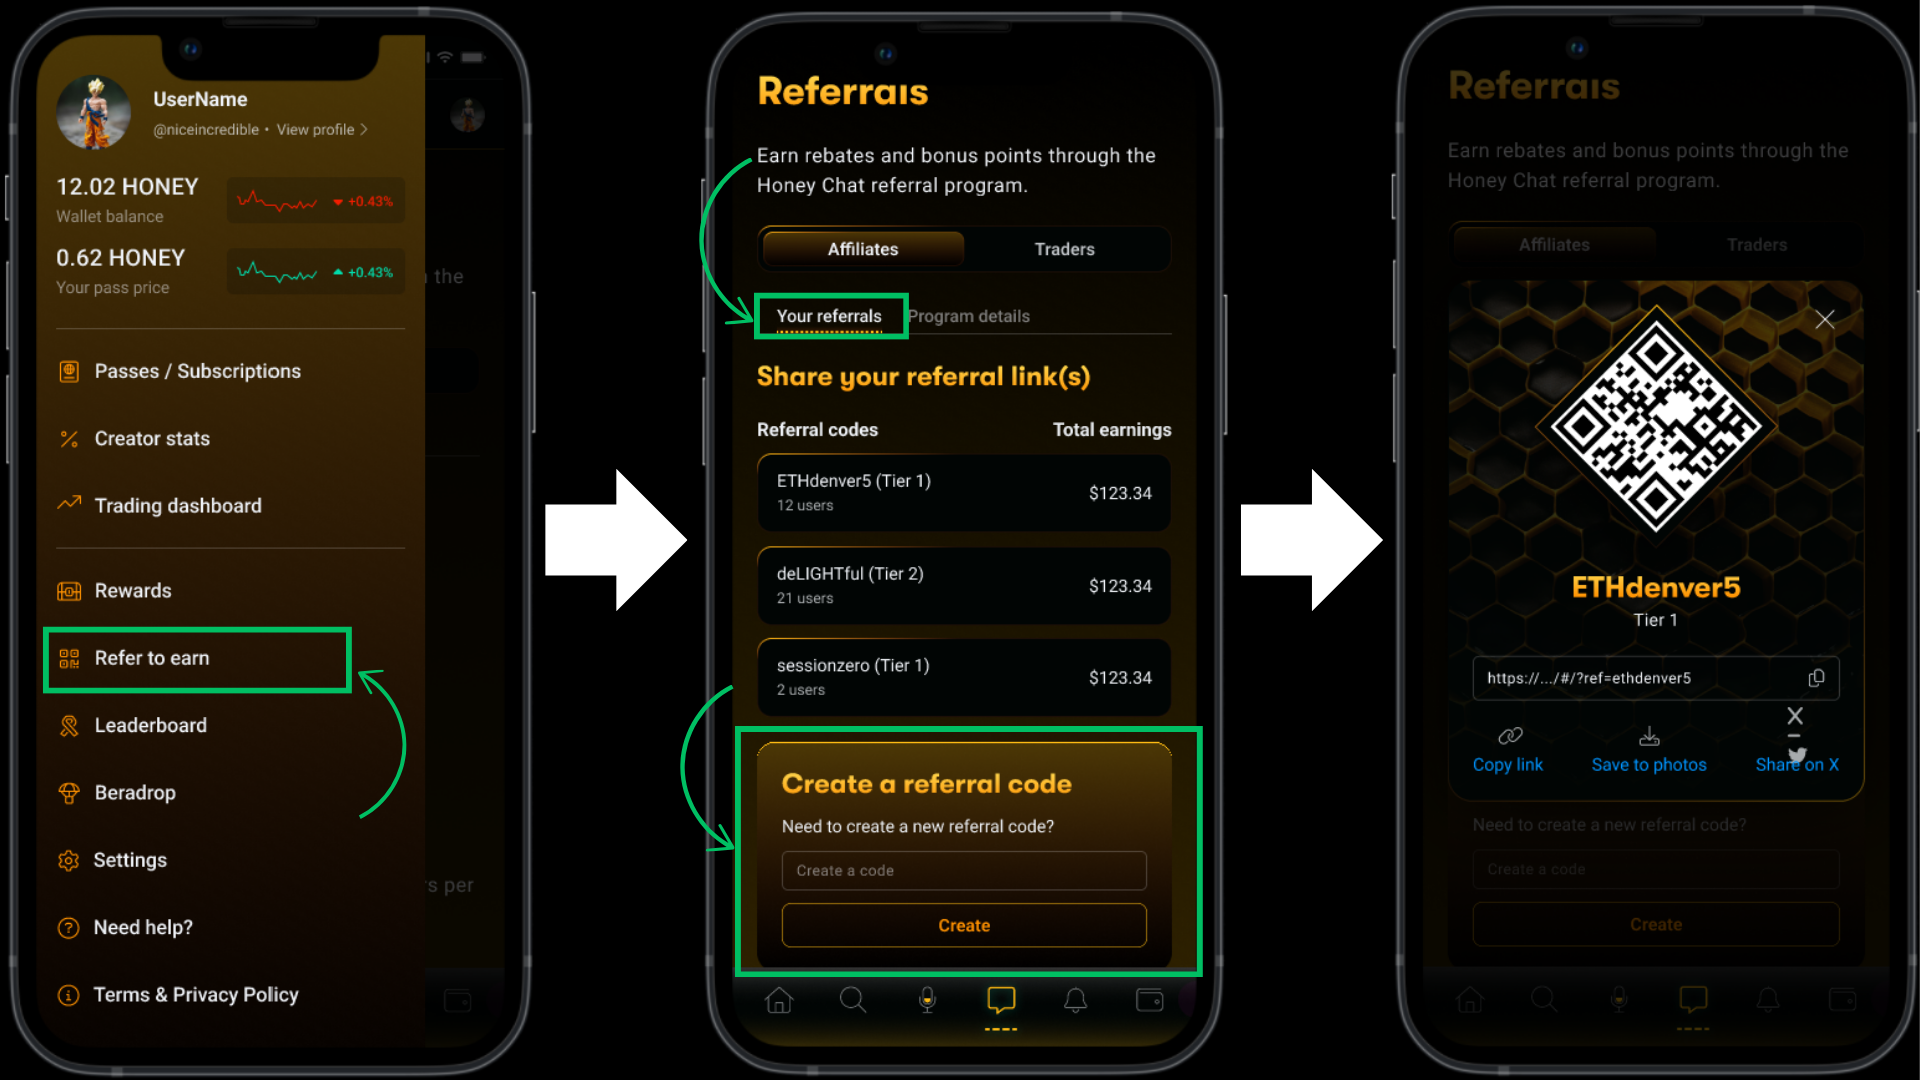 UserName
@niceincredible • View profile >
12.02 HONEY
Wallet balance
+0.43%
0.62 HONEY
Your pass price
+0.43%
the
Passes / Subscriptions
Creator stats
Trading dashboard
Rewards
Refer to earn
Leaderboard
Beradrop
Settings
s per
Need help?
Terms & Privacy Policy
Referrals
Earn rebates and bonus points through the
Honey Chat referral program.
Affiliates Traders
Your referrals Program details
Share your referral link(s)
Referral codes Total earnings
ETHdenver5 (Tier 1)
12 users
$123.34
deLIGHTful (Tier 2)
21 users
$123.34
sessionzero (Tier 1)
2 users
$123.34
Create a referral code
Need to create a new referral code?
Create a code
Create
Referrals
Earn rebates and bonus points through the
Honey Chat referral program.
Affiliates Traders
ETHdenver5
Tier 1
https://.../#/?ref=ethdenver5
Copy link Save to photos Share on X
Need to create a new referral code?
Create a code
Create